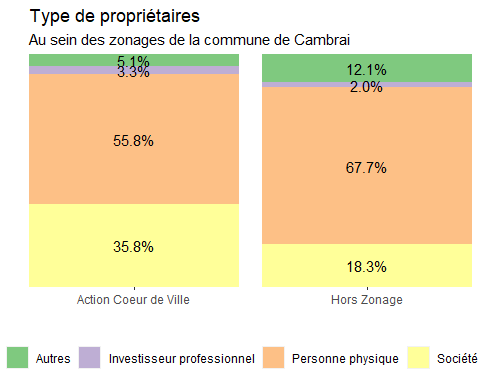 Type de propriétaires
Au sein des zonages de la commune de Cambrai
5.1%
3.3%
55.8%
35.8%
12.1%
2.0%
67.7%
18.3%
Action Coeur de Ville
Hors Zonage
Autres
Investisseur professionnel
Personne physique
Société